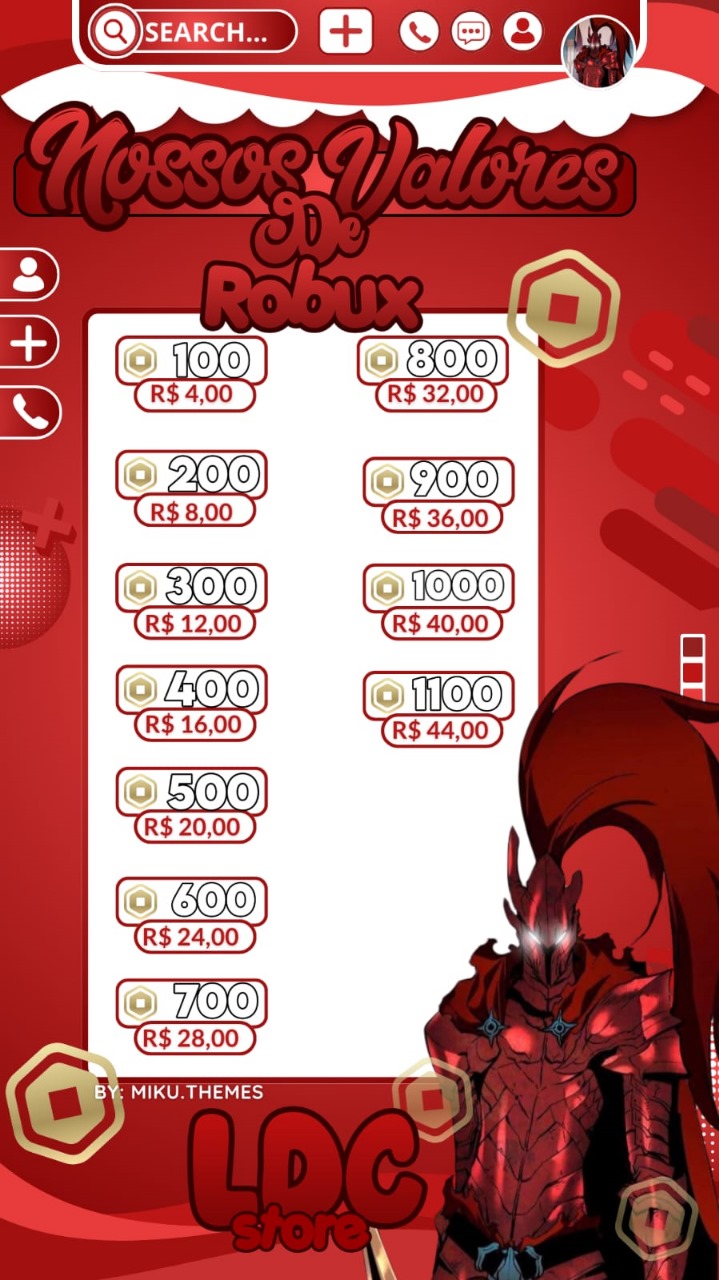 SEARCH...
Nossos Valores
De
Robux
100
R$ 4,00
200
R$ 8,00
300
R$ 12,00
400
R$ 16,00
500
R$ 20,00
600
R$ 24,00
700
R$ 28,00
800
R$ 32,00
900
R$ 36,00
1000
R$ 40,00
1100
R$ 44,00
BY: MIKU.THEMES
LDC
store